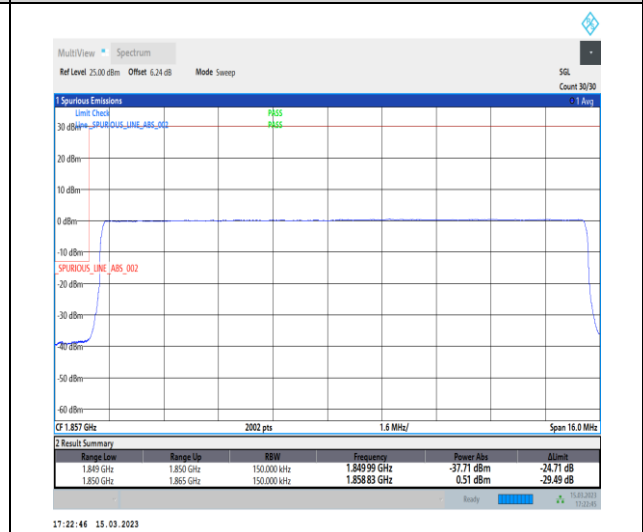 MultiView Spectrum
Ref Level 25.00 dBm Offset 6.24 dB Mode Sweep SGL
Count 30/30
1 Spurious Emissions 1 Avg
Limit Check PASS
30 dBm Line _SPURIOUS_LINE_ABS_002 PASS
20 dBm
10 dBm
0 dBm
-10 dBm
_SPURIOUS_LINE_ABS_002
-20 dBm
-30 dBm
-40 dBm
-50 dBm
-60 dBm
CF 1.857 GHz 2002 pts 1.6 MHz/ Span 16.0 MHz
2 Result Summary
Range Low Range Up RBW Frequency Power Abs ΔLimit
1.849 GHz 1.850 GHz 150.000 kHz 1.849 99 GHz -37.71 dBm -24.71 dB
1.850 GHz 1.865 GHz 150.000 kHz 1.858 83 GHz 0.51 dBm -29.49 dB
Ready 15.03.2023
17:22:45
17:22:46 15.03.2023